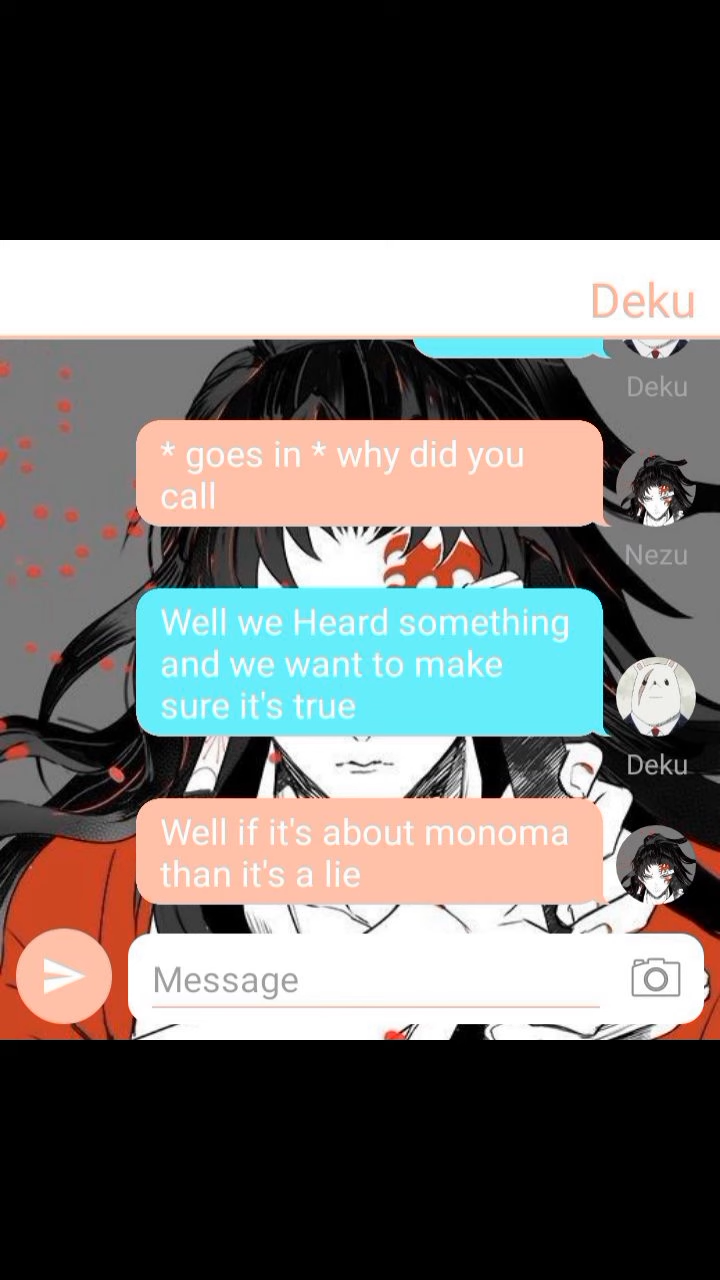 Deku
Deku
* goes in * why did you
call
Nezu
Well we Heard something
and we want to make
sure it's true
Deku
Well if it's about monoma
than it's a lie
Message